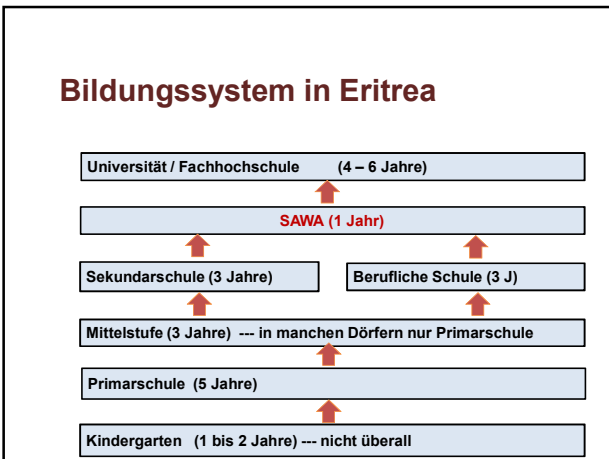 Bildungssystem in Eritrea
Universität / Fachhochschule (4 – 6 Jahre)
SAWA (1 Jahr)
Sekundarschule (3 Jahre)
Berufliche Schule (3 J)
Mittelstufe (3 Jahre) --- in manchen Dörfern nur Primarschule
Primarschule (5 Jahre)
Kindergarten (1 bis 2 Jahre) --- nicht überall